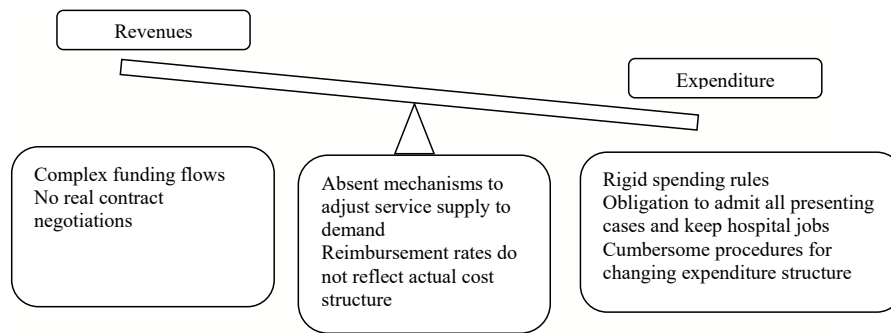 Revenues
Expenditure
Complex funding flows
No real contract
negotiations
Absent mechanisms to
adjust service supply to
demand
Reimbursement rates do
not reflect actual cost
structure
Rigid spending rules
Obligation to admit all presenting
cases and keep hospital jobs
Cumbersome procedures for
changing expenditure structure